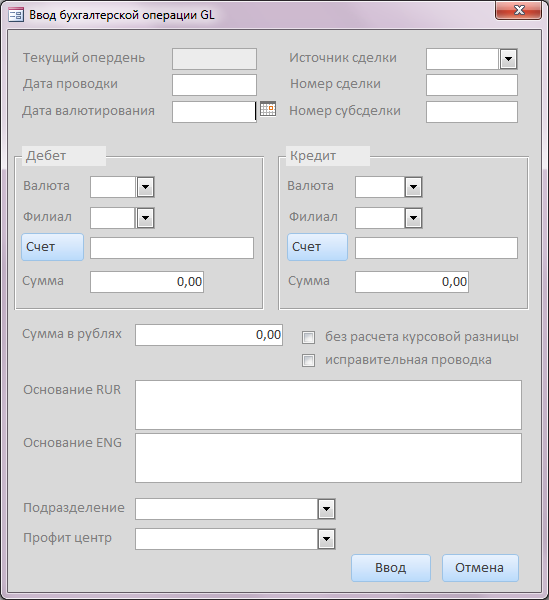 Ввод бухгалтерской операции GL
Текущий опердень
Источник сделки
Дата проводки
Номер сделки
Дата валютирования
Номер субсделки
Дебет
Валюта
Филиал
Счет
Сумма 0,00
Кредит
Валюта
Филиал
Счет
Сумма 0,00
Сумма в рублях 0,00
без расчета курсовой разницы
исправительная проводка
Основание RUR
Основание ENG
Подразделение
Профит центр
Ввод Отмена